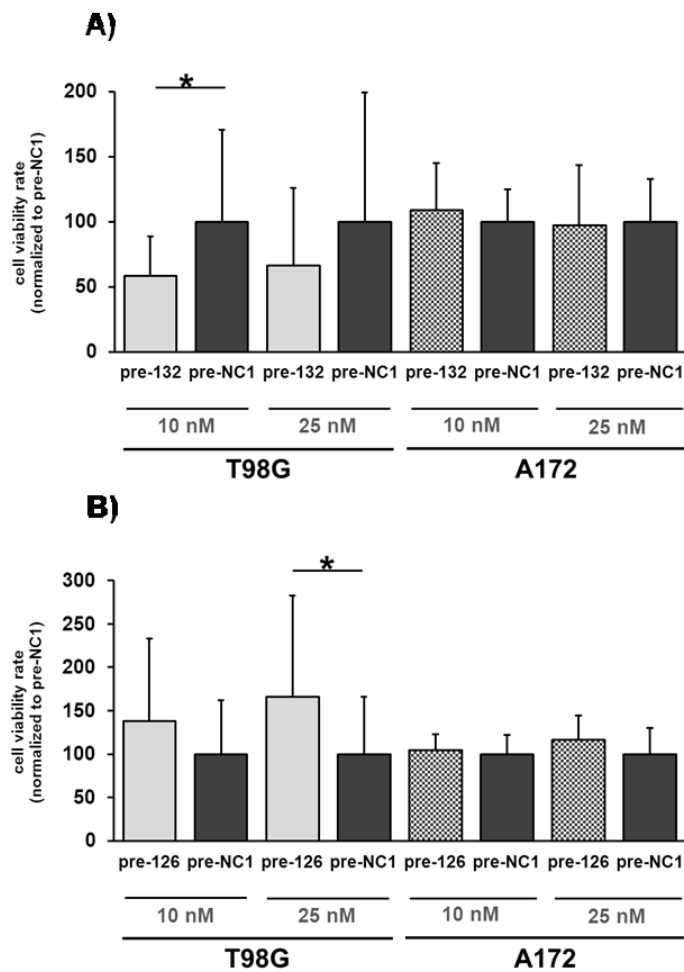 A)
*
200
150
100
50
0
cell viability rate
(normalized to pre-NC1)
pre-132 pre-NC1 pre-132 pre-NC1 pre-132 pre-NC1 pre-132 pre-NC1
10 nM 25 nM 10 nM 25 nM
T98G A172
B)
*
300
250
200
150
100
50
0
cell viability rate
(normalized to pre-NC1)
pre-126 pre-NC1 pre-126 pre-NC1 pre-126 pre-NC1 pre-126 pre-NC1
10 nM 25 nM 10 nM 25 nM
T98G A172